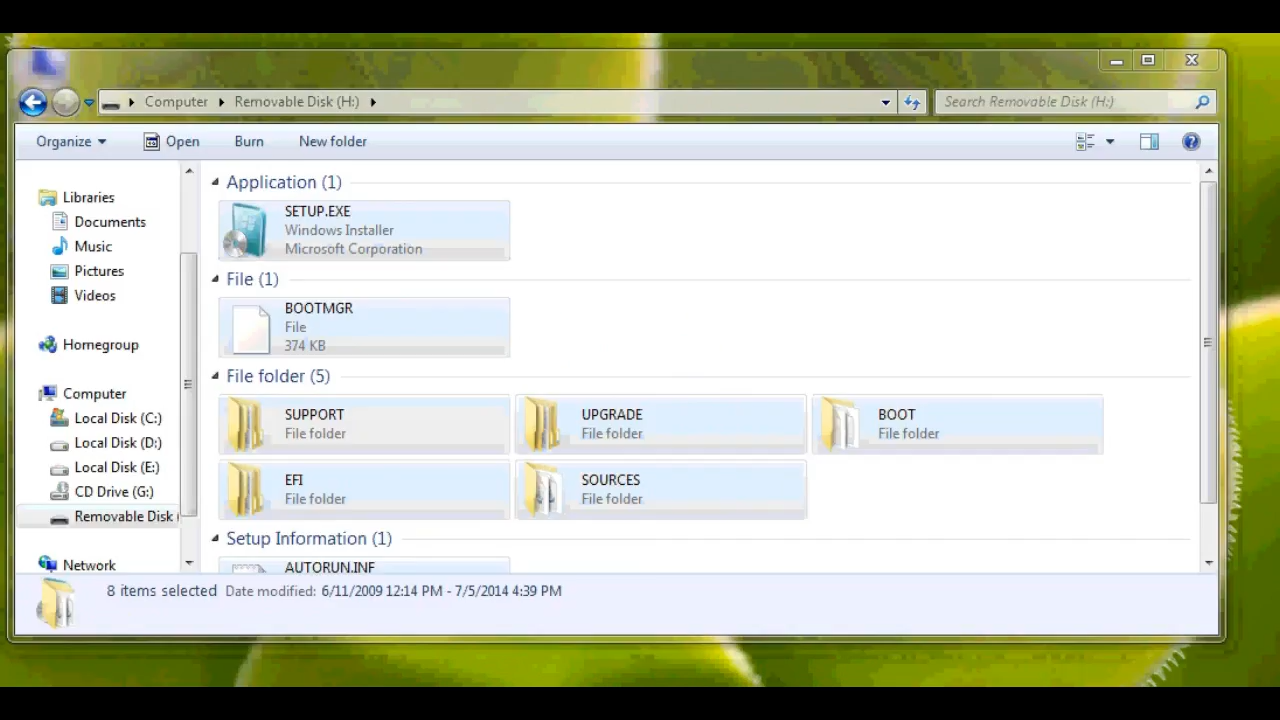 Computer Removable Disk (H:)
Search Removable Disk (H:)
Organize Open Burn New folder
Libraries
Documents
Music
Pictures
Videos
Homegroup
Computer
Local Disk (C:)
Local Disk (D:)
Local Disk (E:)
CD Drive (G:)
Removable Disk (
Network
Application (1)
SETUP.EXE
Windows Installer
Microsoft Corporation
File (1)
BOOTMGR
File
374 KB
File folder (5)
SUPPORT
File folder
UPGRADE
File folder
BOOT
File folder
EFI
File folder
SOURCES
File folder
Setup Information (1)
AUTORUN.INF
8 items selected Date modified: 6/11/2009 12:14 PM - 7/5/2014 4:39 PM